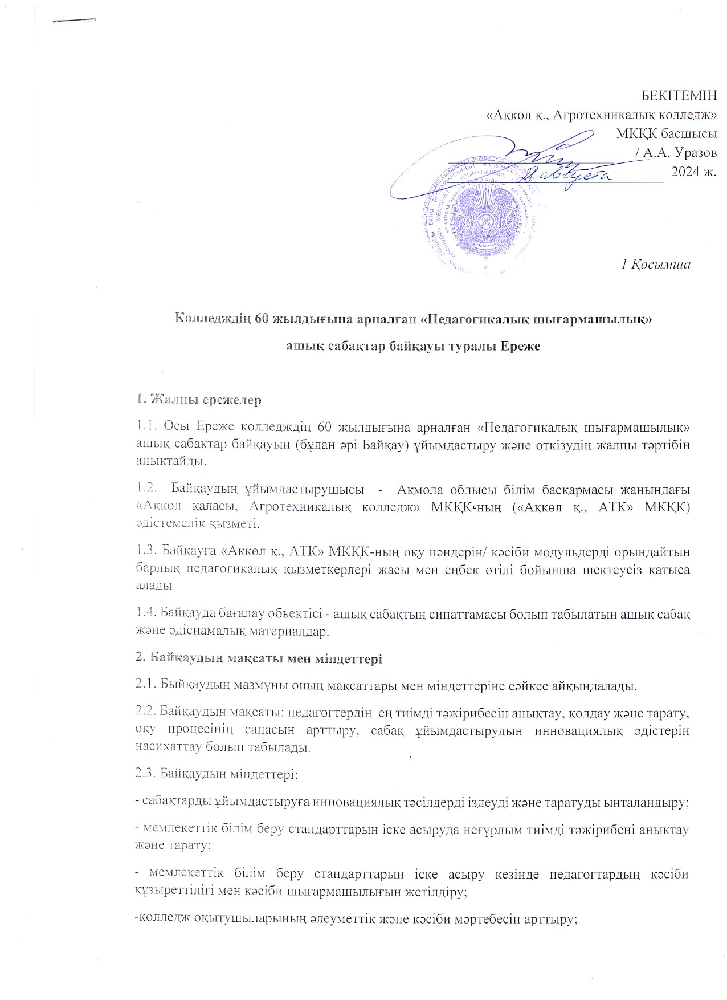 БЕКІТЕМІН
«Ақкөл қ., Агротехникалық колледж»
МКҚК басшысы
/ А.А. Уразов
28 августа 2024 ж.
1 Қосымша
Колледждің 60 жылдығына арналған «Педагогикалық шығармашылық»
ашық сабақтар байқауы туралы Ереже
1. Жалпы ережелер
1.1. Осы Ереже колледждің 60 жылдығына арналған «Педагогикалық шығармашылық»
ашық сабақтар байқауын (бұдан әрі Байқау) ұйымдастыру және өткізудің жалпы тәртібін
анықтайды.
1.2. Байқаудың ұйымдастырушысы - Ақмола облысы білім басқармасы жанындағы
«Ақкөл қаласы, Агротехникалық колледж» МКҚК-ның («Ақкөл қ., АТК» МКҚК)
әдістемелік қызметі.
1.3. Байқауға «Ақкөл қ., АТК» МКҚК-ның оқу пәндерін/ кәсіби модульдерді орындайтын
барлық педагогикалық қызметкерлері жасы мен еңбек өтілі бойынша шектеусіз қатыса
алады
1.4. Байқауда бағалау обьектісі - ашық сабақтың сипаттамасы болып табылатын ашық сабақ
және әдіснамалық материалдар.
2. Байқаудың мақсаты мен міндеттері
2.1. Быйқаудың мазмұны оның мақсаттары мен міндеттеріне сәйкес айқындалады.
2.2. Байқаудың мақсаты: педагогтердің ең тиімді тәжірибесін анықтау, қолдау және тарату,
оқу процесінің сапасын арттыру, сабақ ұйымдастырудың инновациялық әдістерін
насихаттау болып табылады.
2.3. Байқаудың міндеттері:
- сабақтарды ұйымдастыруға инновациялық тәсілдерді іздеуді және таратуды ынталандыру;
- мемлекеттік білім беру стандарттарын іске асыруда неғұрлым тиімді тәжірибені анықтау
және тарату;
- мемлекеттік білім беру стандарттарын іске асыру кезінде педагогтардың кәсіби
құзыреттілігі мен кәсіби шығармашылығын жетілдіру;
-колледж оқытушыларының әлеуметтік және кәсіби мәртебесін арттыру;